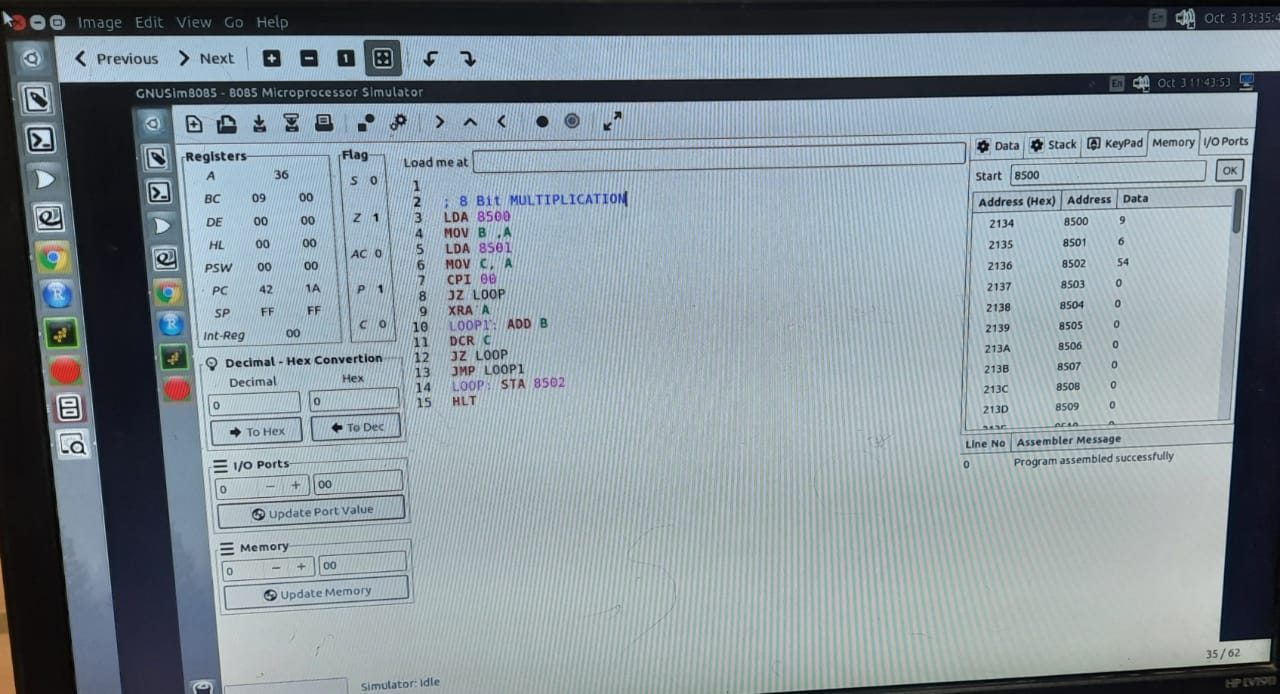 Image Edit View Go Help
En Oct 3 13:35:4
Previous Next 1
GNUSim8085 - 8085 Microprocessor Simulator
En Oct 3 11:43:53
Registers
A 36
BC 09 00
DE 00 00
HL 00 00
PSW 00 00
PC 42 1A
SP FF FF
Int-Reg 00
Flag
S 0
Z 1
AC 0
P 1
C 0
Decimal - Hex Convertion
Decimal Hex
0 0
To Hex To Dec
I/O Ports
0 − + 00
Update Port Value
Memory
0 − + 00
Update Memory
Load me at
1
2 ; 8 Bit MULTIPLICATION
3 LDA 8500
4 MOV B ,A
5 LDA 8501
6 MOV C, A
7 CPI 00
8 JZ LOOP
9 XRA A
10 LOOP1: ADD B
11 DCR C
12 JZ LOOP
13 JMP LOOP1
14 LOOP: STA 8502
15 HLT
Data Stack KeyPad Memory I/O Ports
Start 8500 OK
Address (Hex) Address Data
2134 8500 9
2135 8501 6
2136 8502 54
2137 8503 0
2138 8504 0
2139 8505 0
213A 8506 0
213B 8507 0
213C 8508 0
213D 8509 0
Line No Assembler Message
0 Program assembled successfully
Simulator: Idle
35 / 62